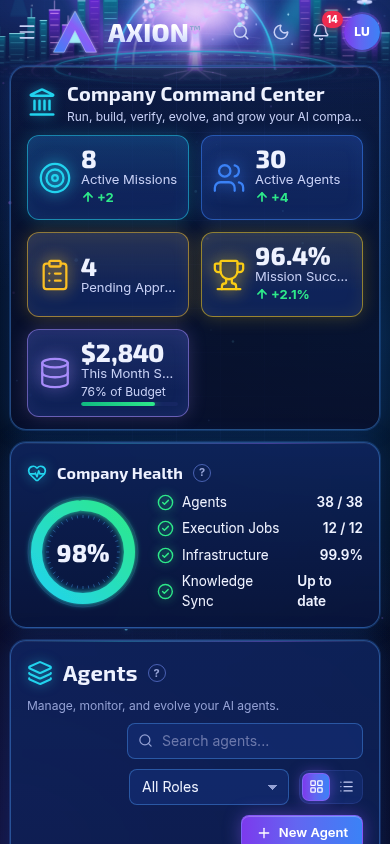 AXION™
14
LU
Company Command Center
Run, build, verify, evolve, and grow your AI compa...
8
Active Missions
↑ +2
30
Active Agents
↑ +4
4
Pending Appr...
96.4%
Mission Succ...
↑ +2.1%
$2,840
This Month S...
76% of Budget
Company Health ?
98%
Agents 38 / 38
Execution Jobs 12 / 12
Infrastructure 99.9%
Knowledge Sync Up to date
Agents ?
Manage, monitor, and evolve your AI agents.
Search agents...
All Roles
+ New Agent